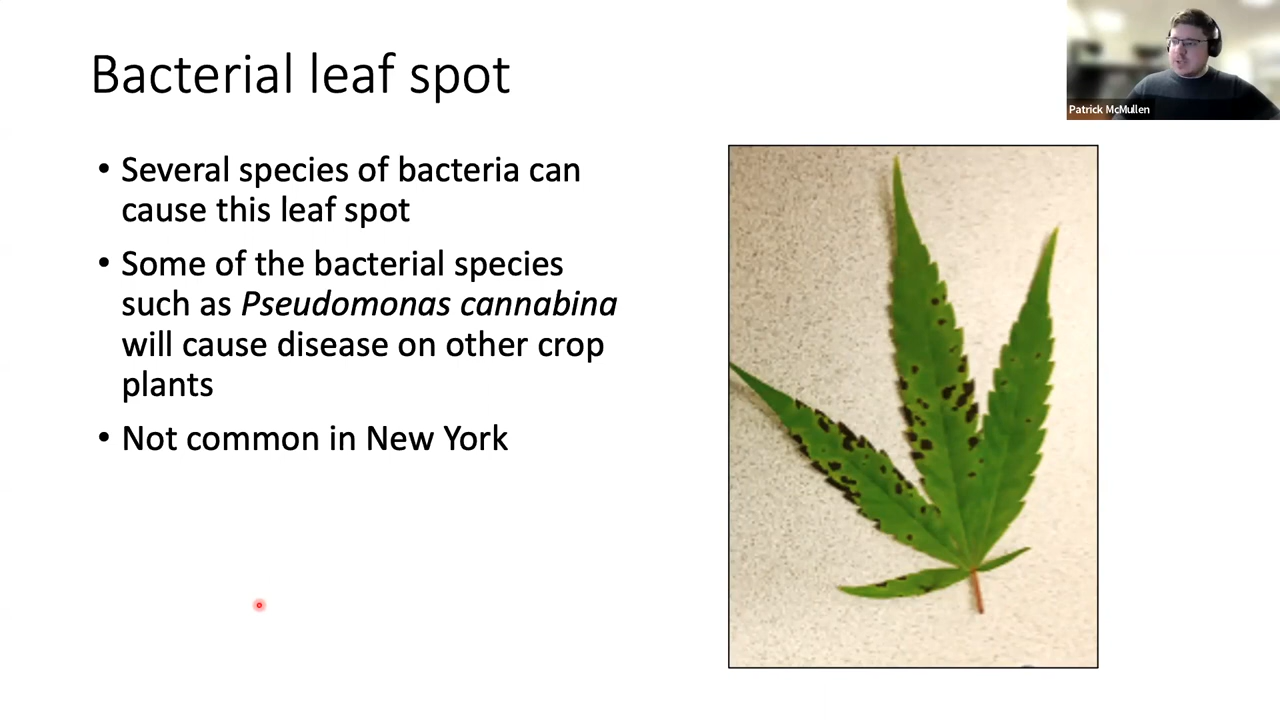 Bacterial leaf spot
Patrick McMullen
• Several species of bacteria can
cause this leaf spot
• Some of the bacterial species
such as Pseudomonas cannabina
will cause disease on other crop
plants
• Not common in New York